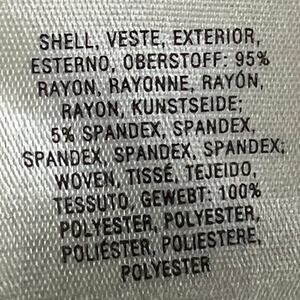 SHELL, VESTE, EXTERIOR,
ESTERNO, OBERSTOFF: 95%
RAYON, RAYONNE, RAYÓN,
RAYON, KUNSTSEIDE;
5% SPANDEX, SPANDEX,
SPANDEX, SPANDEX, SPANDEX;
WOVEN, TISSÉ, TEJEIDO,
TESSUTO, GEWEBT: 100%
POLYESTER, POLYESTER,
POLIÉSTER, POLIESTERE,
POLYESTER